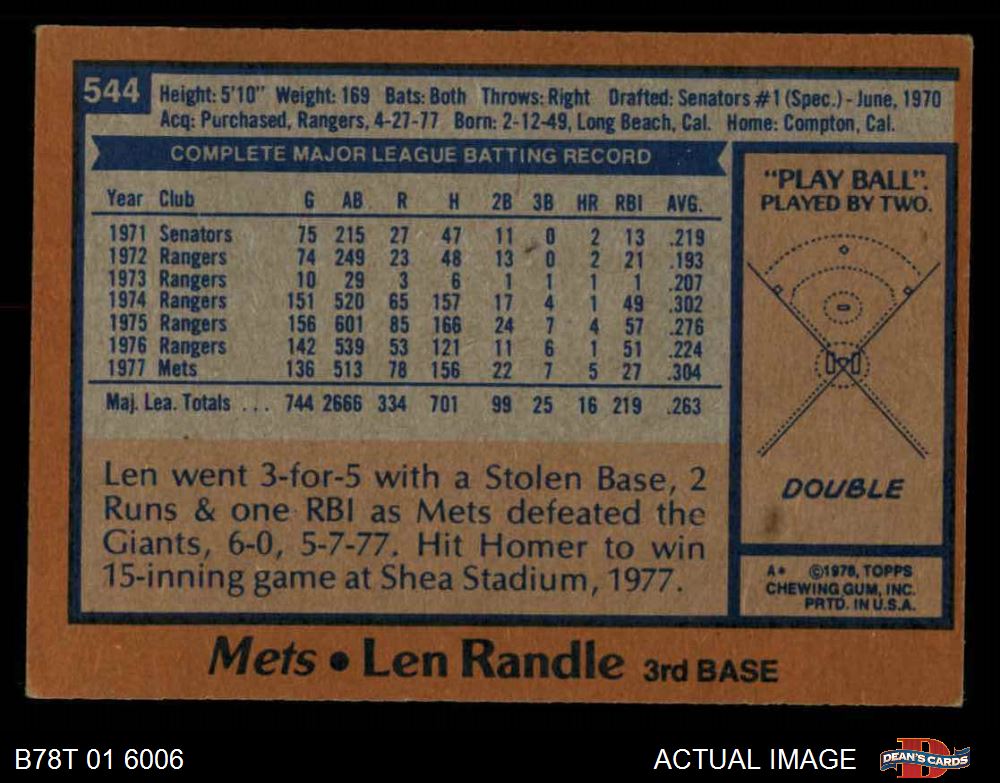 544
Height: 5'10" Weight: 169 Bats: Both Throws: Right Drafted: Senators #1 (Spec.) - June, 1970
Acq: Purchased, Rangers, 4-27-77 Born: 2-12-49, Long Beach, Cal. Home: Compton, Cal.
COMPLETE MAJOR LEAGUE BATTING RECORD
Year Club G AB R H 2B 3B HR RBI AVG.
1971 Senators 75 215 27 47 11 0 2 13 .219
1972 Rangers 74 249 23 48 13 0 2 21 .193
1973 Rangers 10 29 3 6 1 1 1 1 .207
1974 Rangers 151 520 65 157 17 4 1 49 .302
1975 Rangers 156 601 85 166 24 7 4 57 .276
1976 Rangers 142 539 53 121 11 6 1 51 .224
1977 Mets 136 513 78 156 22 7 5 27 .304
Maj. Lea. Totals ... 744 2666 334 701 99 25 16 219 .263
Len went 3-for-5 with a Stolen Base, 2
Runs & one RBI as Mets defeated the
Giants, 6-0, 5-7-77. Hit Homer to win
15-inning game at Shea Stadium, 1977.
"PLAY BALL".
PLAYED BY TWO.
DOUBLE
A* ©1978, TOPPS
CHEWING GUM, INC.
PRTD. IN U.S.A.
Mets • Len Randle 3rd BASE
B78T 01 6006
ACTUAL IMAGE
DEAN'S CARDS